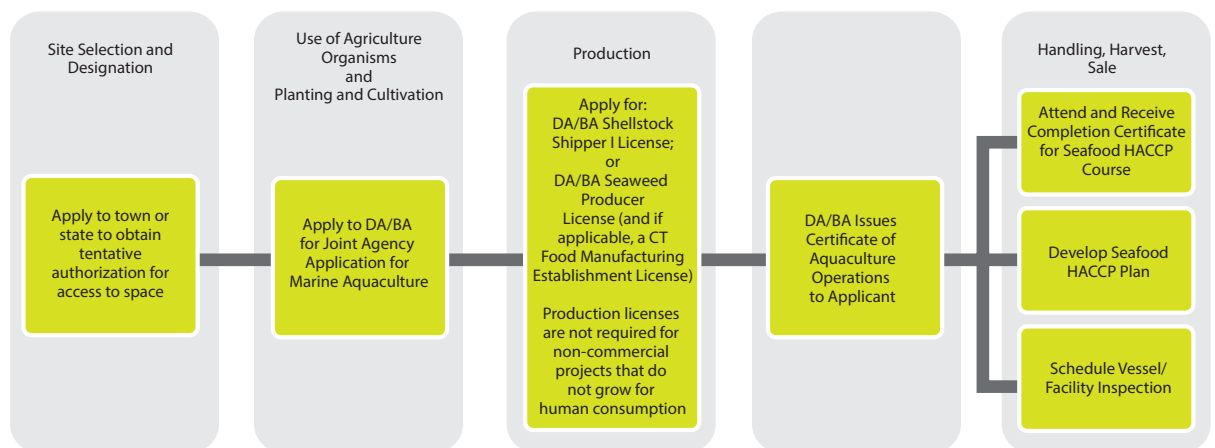 Site Selection and
Designation
Apply to town or
state to obtain
tentative
authorization for
access to space
Use of Agriculture
Organisms
and
Planting and Cultivation
Apply to DA/BA
for Joint Agency
Application for
Marine Aquaculture
Production
Apply for:
DA/BA Shellstock
Shipper I License;
or
DA/BA Seaweed
Producer
License (and if
applicable, a CT
Food Manufacturing
Establishment License)
Production licenses
are not required for
non-commercial
projects that do
not grow for
human consumption
DA/BA Issues
Certificate of
Aquaculture
Operations
to Applicant
Handling, Harvest,
Sale
Attend and Receive
Completion Certificate
for Seafood HACCP
Course
Develop Seafood
HACCP Plan
Schedule Vessel/
Facility Inspection